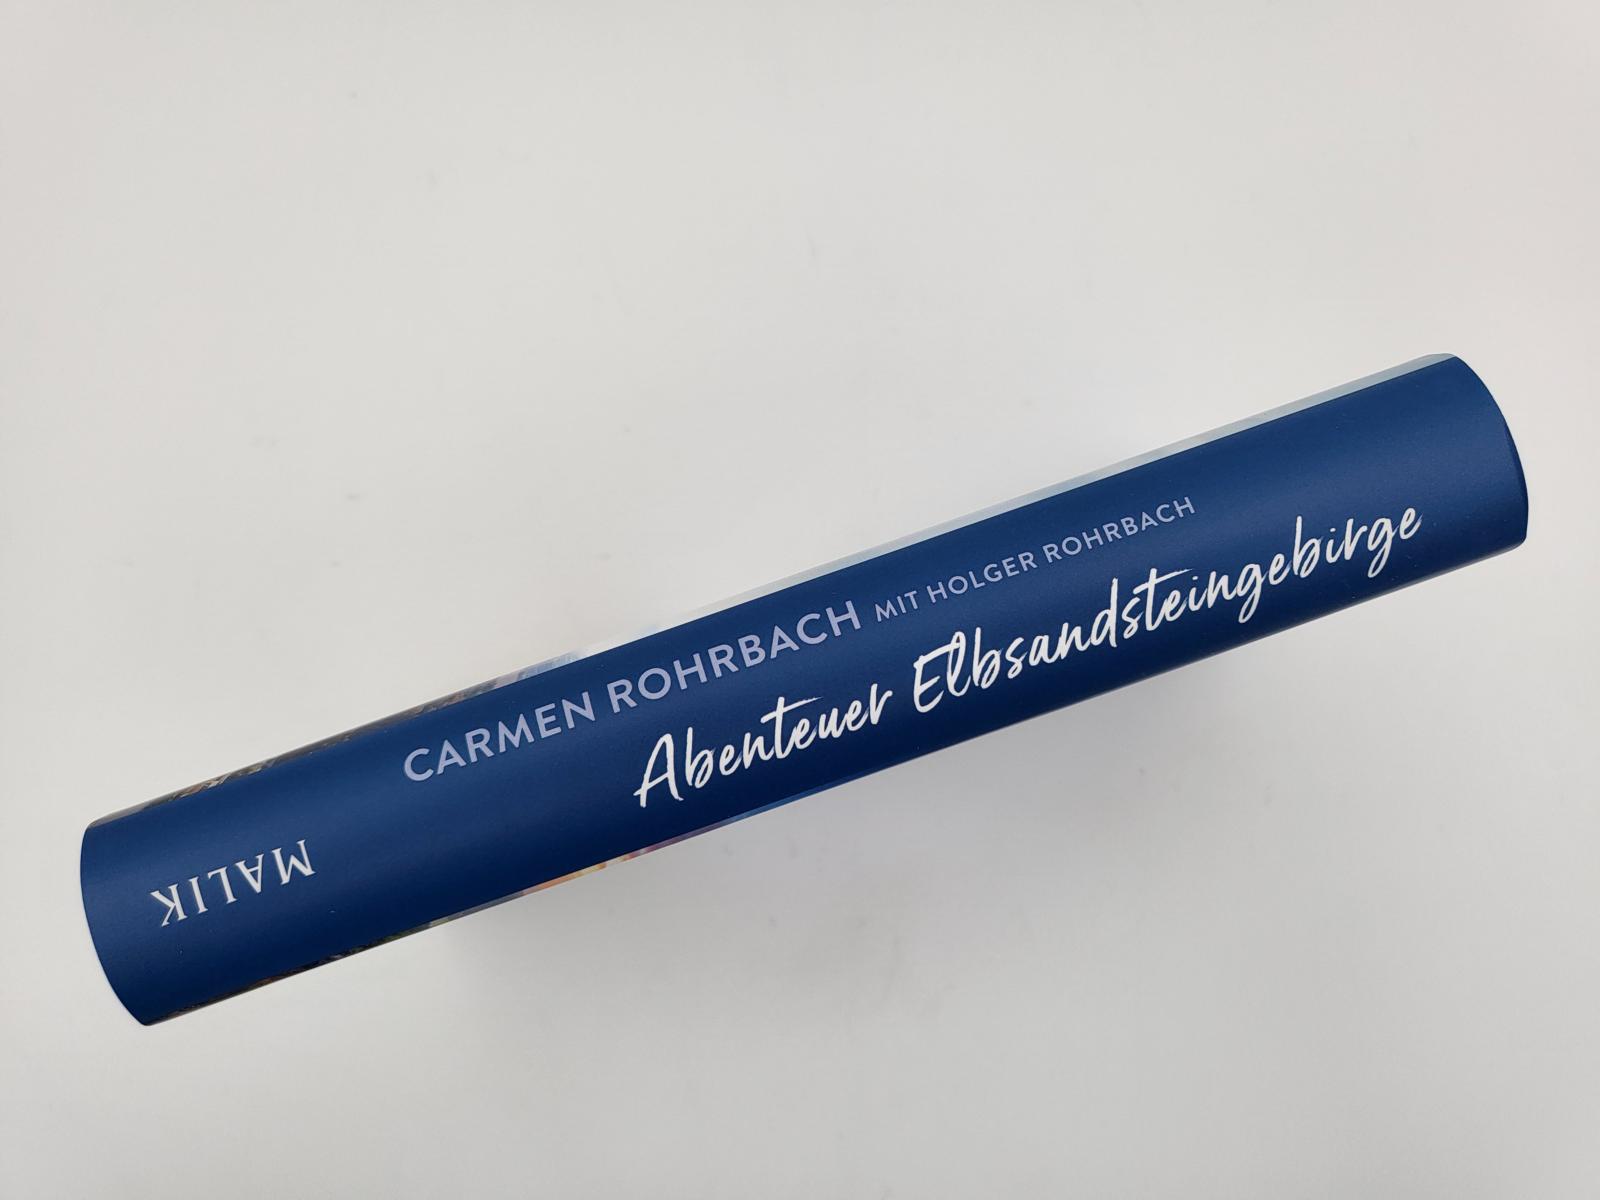 CARMEN ROHRBACH MIT HOLGER ROHRBACH
Abenteuer Elbsandsteingebirge
MALIK